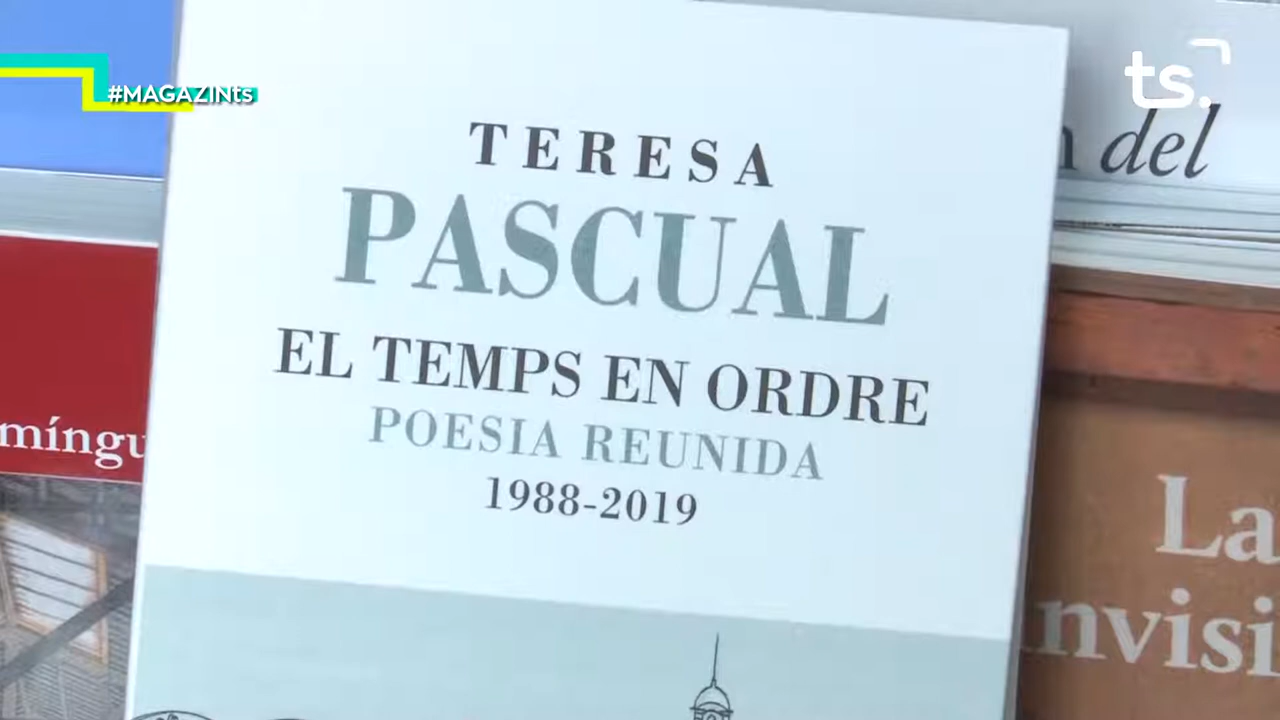 #MAGAZINts
ts.
del
TERESA
PASCUAL
EL TEMPS EN ORDRE
POESIA REUNIDA
1988-2019
míngu
La
nvisi